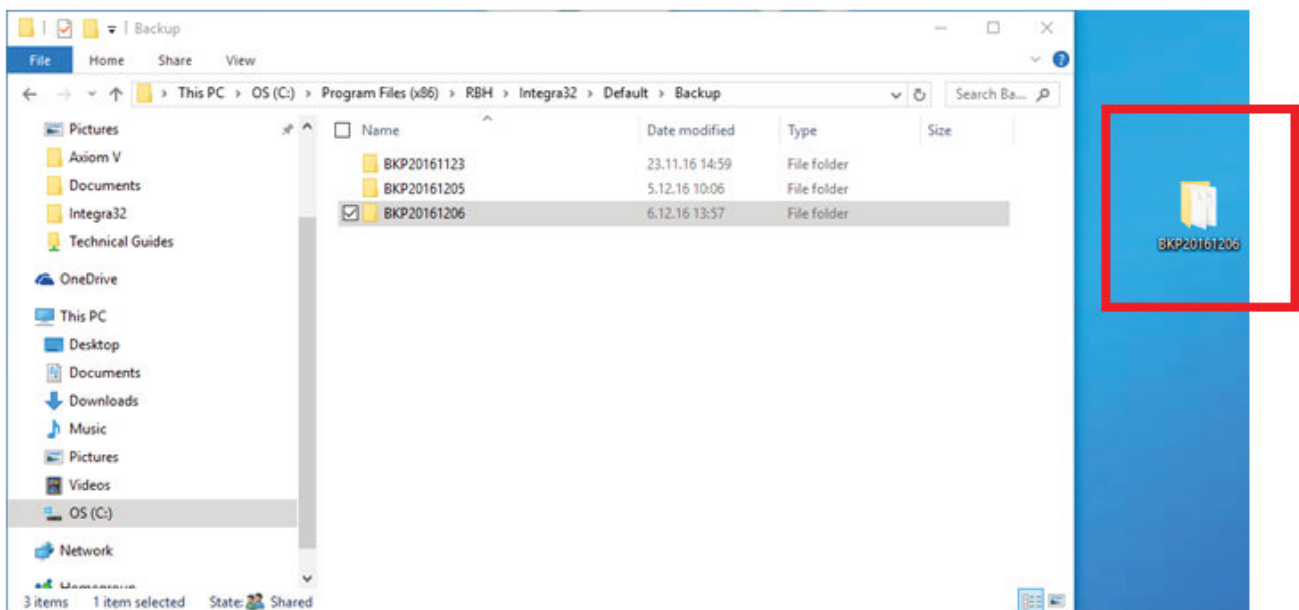 Backup
File Home Share View
This PC > OS (C:) > Program Files (x86) > RBH > Integra32 > Default > Backup
Search Ba...
Pictures
Axiom V
Documents
Integra32
Technical Guides
OneDrive
This PC
Desktop
Documents
Downloads
Music
Pictures
Videos
OS (C:)
Network
Homegroup
Name Date modified Type Size
BKP20161123 23.11.16 14:59 File folder
BKP20161205 5.12.16 10:06 File folder
BKP20161206 6.12.16 13:57 File folder
3 items 1 item selected State: Shared
BKP20161206